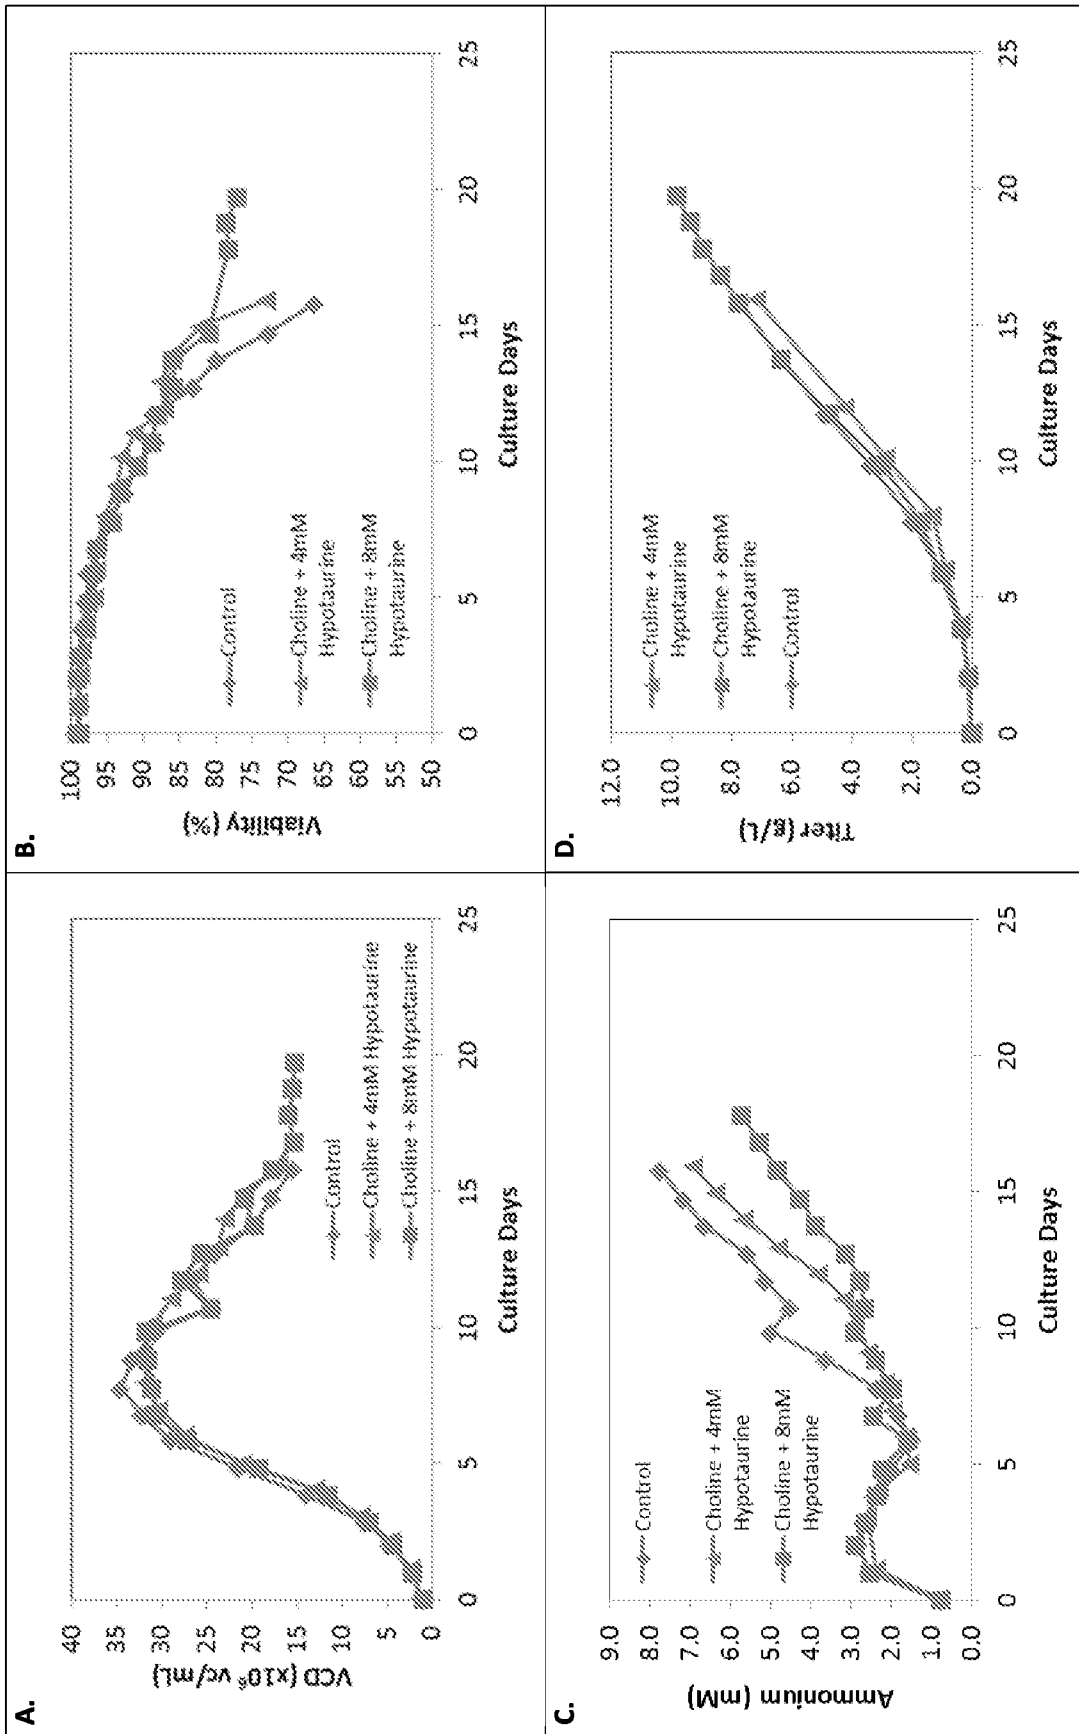 A.
VCD (x10⁶ vc/mL)
40
35
30
25
20
15
10
5
0
Control
Choline + 4mM Hypotaurine
Choline + 8mM Hypotaurine
0
5
10
15
20
25
Culture Days
B.
Viability (%)
100
95
90
85
80
75
70
65
60
55
50
Control
Choline + 4mM
Hypotaurine
Choline + 8mM
Hypotaurine
0
5
10
15
20
25
Culture Days
C.
Ammonium (mM)
9.0
8.0
7.0
6.0
5.0
4.0
3.0
2.0
1.0
0.0
Control
Choline + 4mM
Hypotaurine
Choline + 8mM
Hypotaurine
0
5
10
15
20
25
Culture Days
D.
Titer (g/L)
12.0
10.0
8.0
6.0
4.0
2.0
0.0
Choline + 4mM
Hypotaurine
Choline + 8mM
Hypotaurine
Control
0
5
10
15
20
25
Culture Days